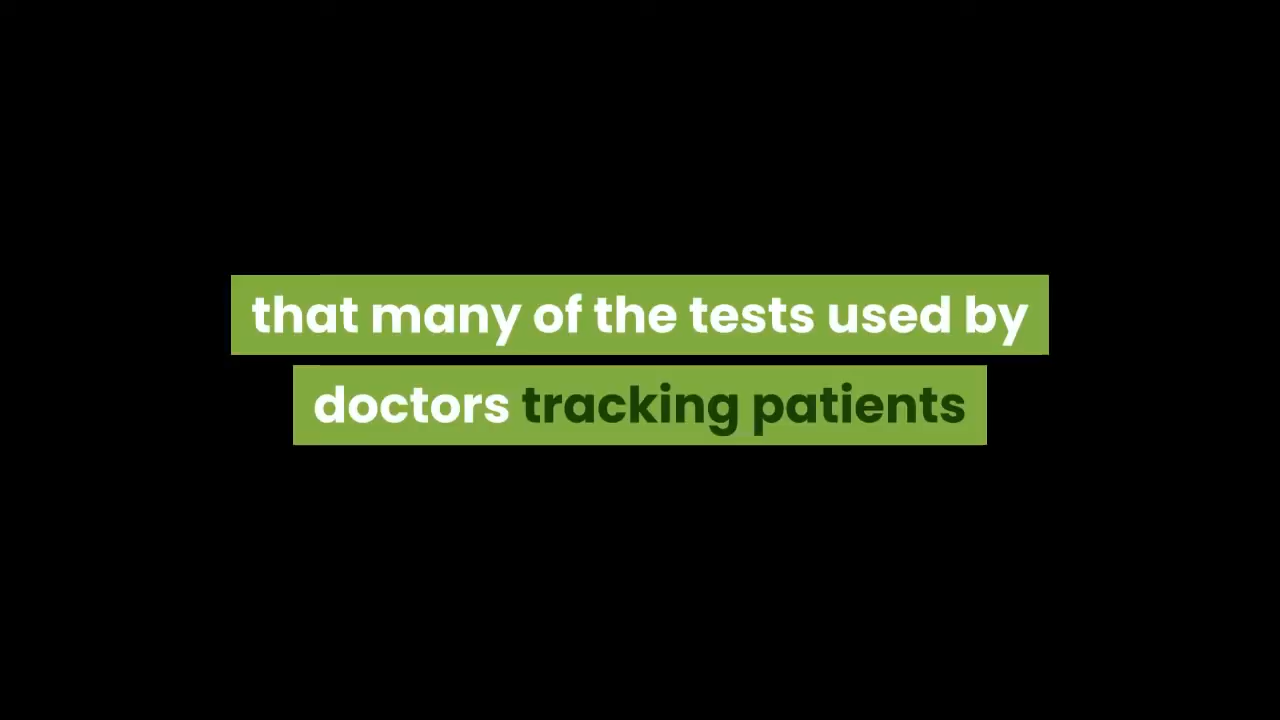 that many of the tests used by
doctors tracking patients